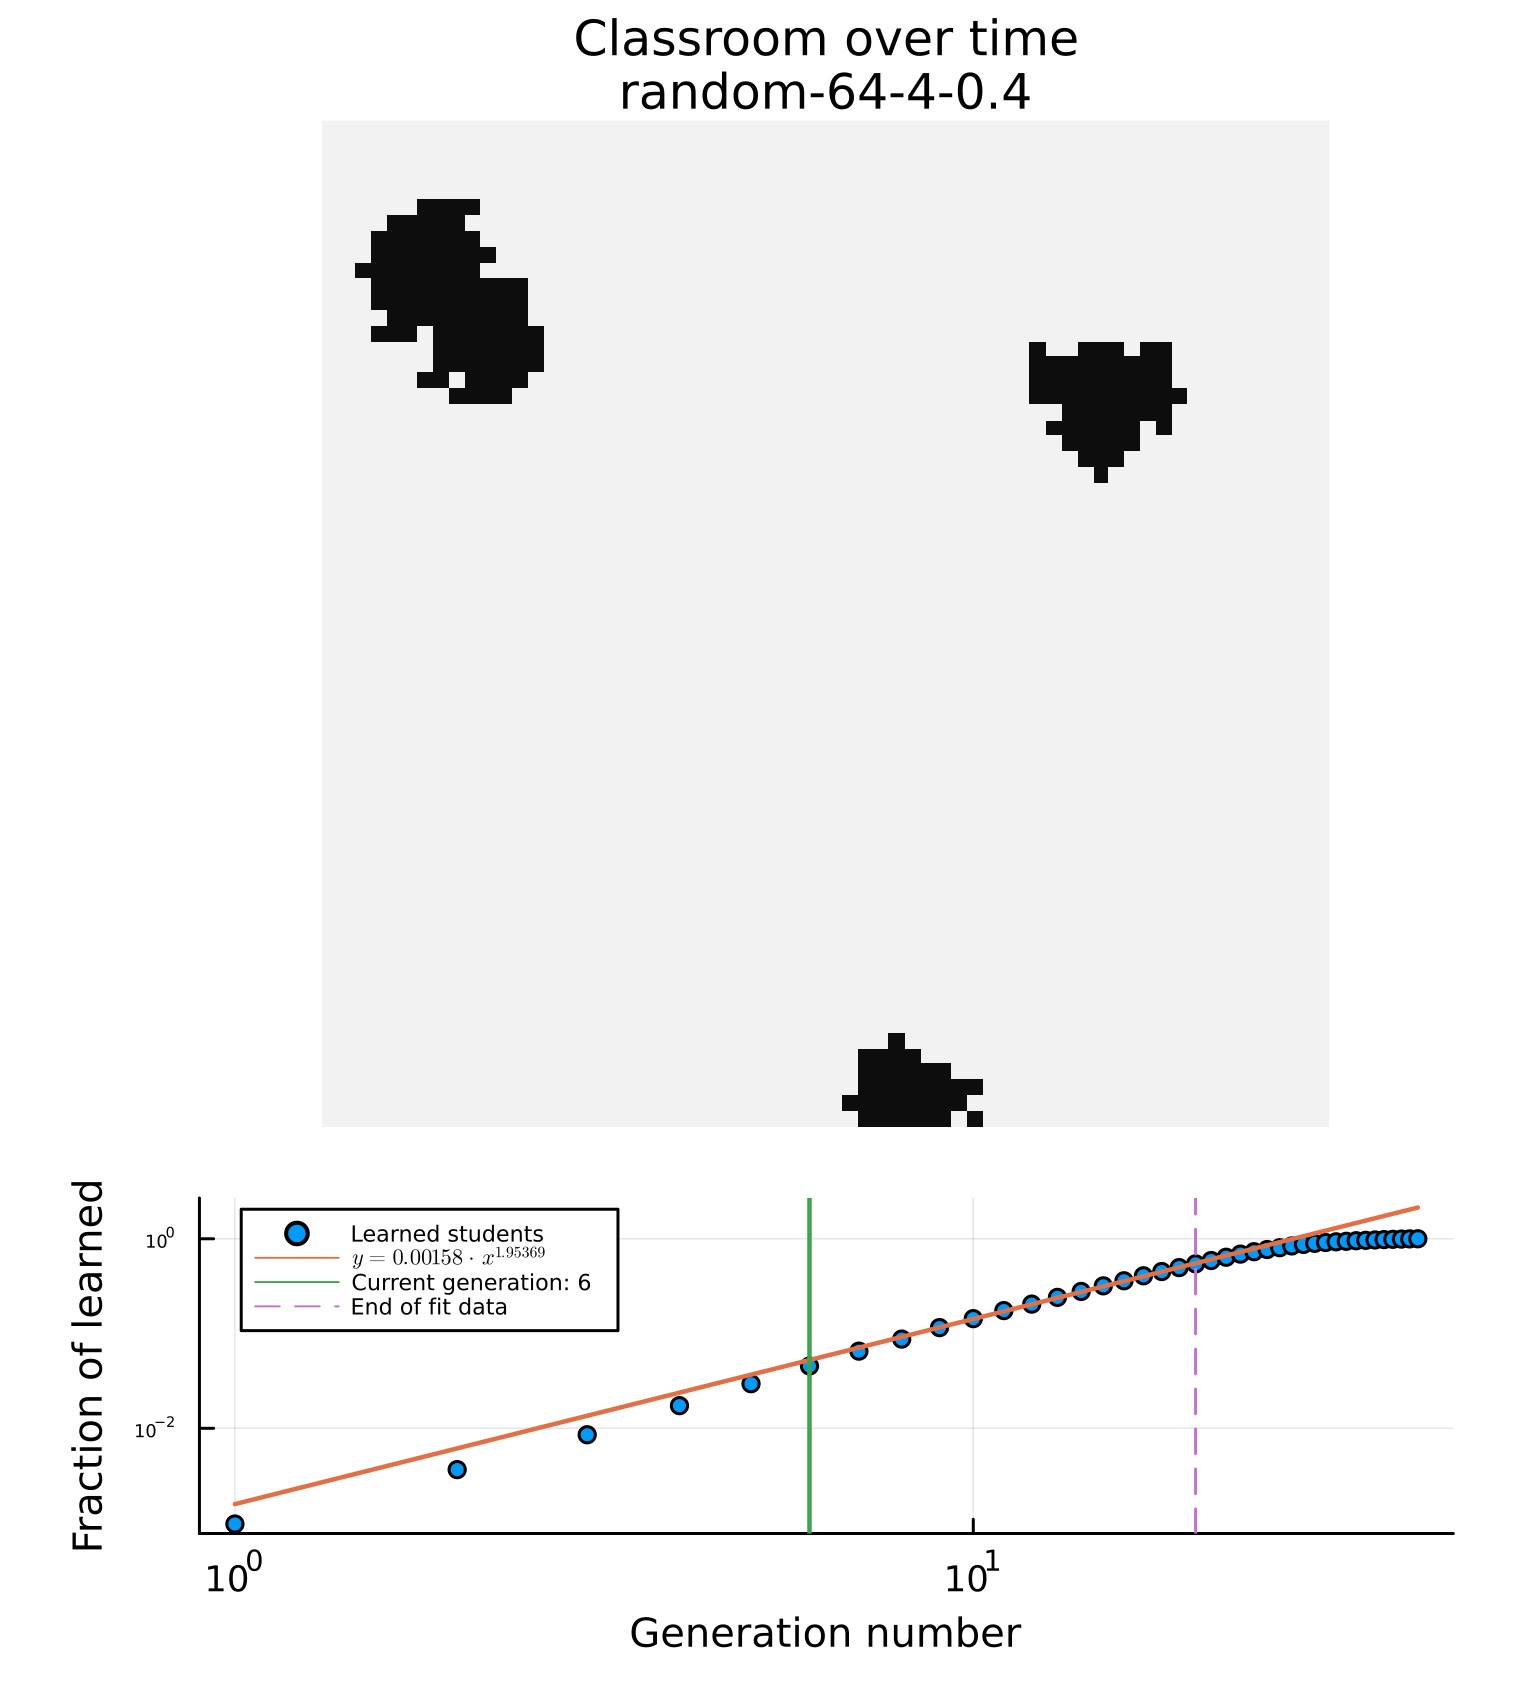 Classroom over time
random-64-4-0.4
Fraction of learned
10^0
10^−2
Learned students
y = 0.00158 · x^1.95369
Current generation: 6
End of fit data
10^0
10^1
Generation number